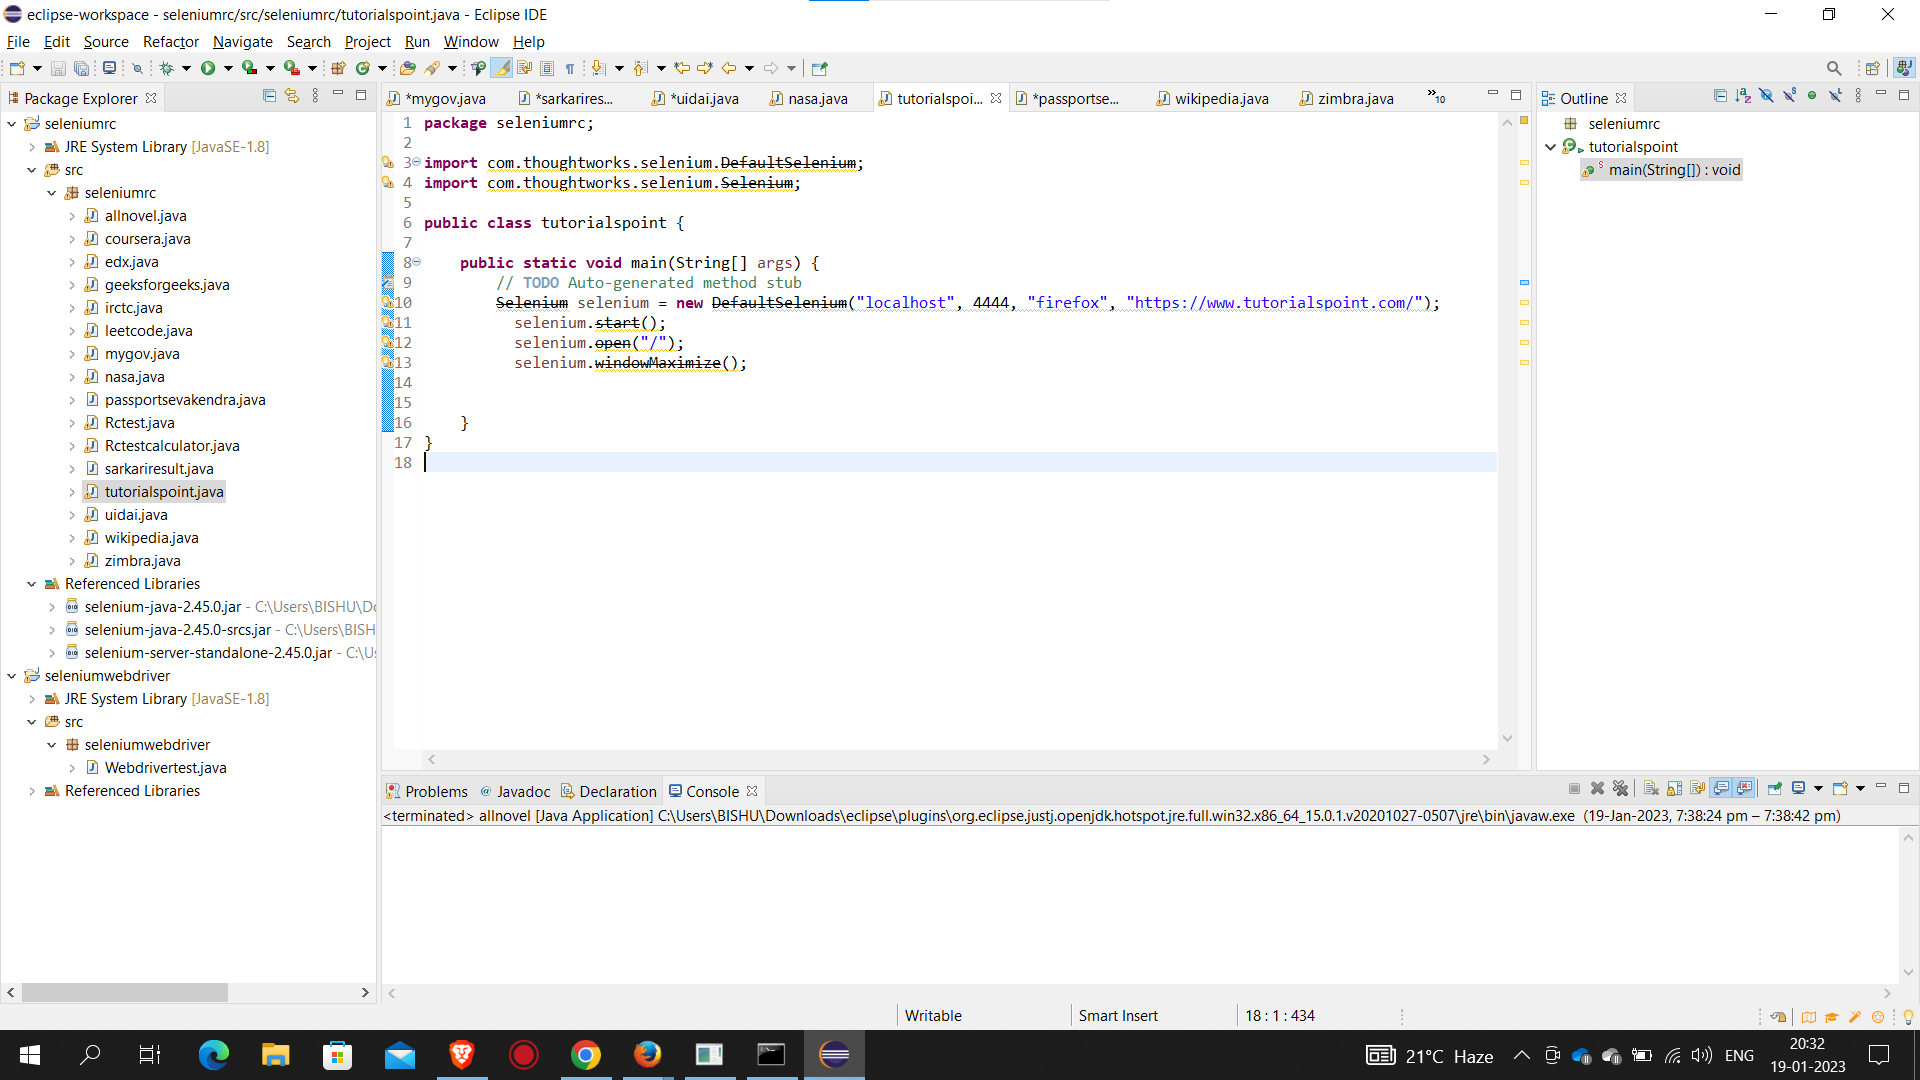 eclipse-workspace - seleniumrc/src/seleniumrc/tutorialspoint.java - Eclipse IDE
File Edit Source Refactor Navigate Search Project Run Window Help
Package Explorer
seleniumrc
JRE System Library [JavaSE-1.8]
src
seleniumrc
allnovel.java
coursera.java
edx.java
geeksforgeeks.java
irctc.java
leetcode.java
mygov.java
nasa.java
passportsevakendra.java
Rctest.java
Rctestcalculator.java
sarkariresult.java
tutorialspoint.java
uidai.java
wikipedia.java
zimbra.java
Referenced Libraries
selenium-java-2.45.0.jar - C:\Users\BISHU\Do
selenium-java-2.45.0-srcs.jar - C:\Users\BISH
selenium-server-standalone-2.45.0.jar - C:\Us
seleniumwebdriver
JRE System Library [JavaSE-1.8]
src
seleniumwebdriver
Webdrivertest.java
Referenced Libraries
*mygov.java *sarkarires... *uidai.java nasa.java tutorialspoi... *passportse... wikipedia.java zimbra.java »10
1 package seleniumrc;
2
3 import com.thoughtworks.selenium.DefaultSelenium;
4 import com.thoughtworks.selenium.Selenium;
5
6 public class tutorialspoint {
7
8 public static void main(String[] args) {
9 // TODO Auto-generated method stub
10 Selenium selenium = new DefaultSelenium("localhost", 4444, "firefox", "https://www.tutorialspoint.com/");
11 selenium.start();
12 selenium.open("/");
13 selenium.windowMaximize();
14
15
16 }
17 }
18
Outline
seleniumrc
tutorialspoint
main(String[]) : void
Problems @ Javadoc Declaration Console
<terminated> allnovel [Java Application] C:\Users\BISHU\Downloads\eclipse\plugins\org.eclipse.justj.openjdk.hotspot.jre.full.win32.x86_64_15.0.1.v20201027-0507\jre\bin\javaw.exe (19-Jan-2023, 7:38:24 pm – 7:38:42 pm)
Writable Smart Insert 18 : 1 : 434
21°C Haze ENG 20:32
19-01-2023